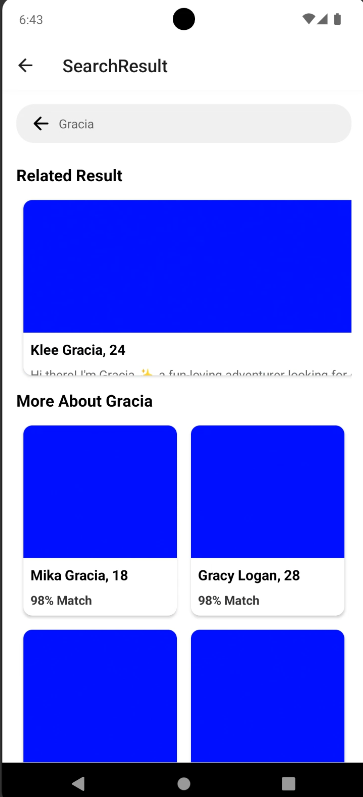 6:43
SearchResult
Gracia
Related Result
Klee Gracia, 24
Hi there! I'm Gracia ✨ a fun-loving adventurer looking for
More About Gracia
Mika Gracia, 18
Gracy Logan, 28
98% Match
98% Match